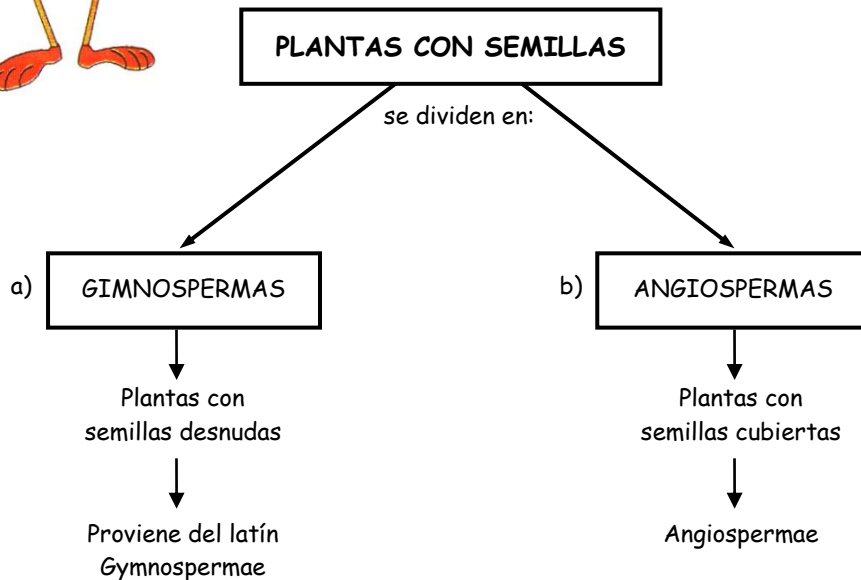 PLANTAS CON SEMILLAS
se dividen en:
a)
GIMNOSPERMAS
Plantas con
semillas desnudas
Proviene del latín
Gymnospermae
b)
ANGIOSPERMAS
Plantas con
semillas cubiertas
Angiospermae